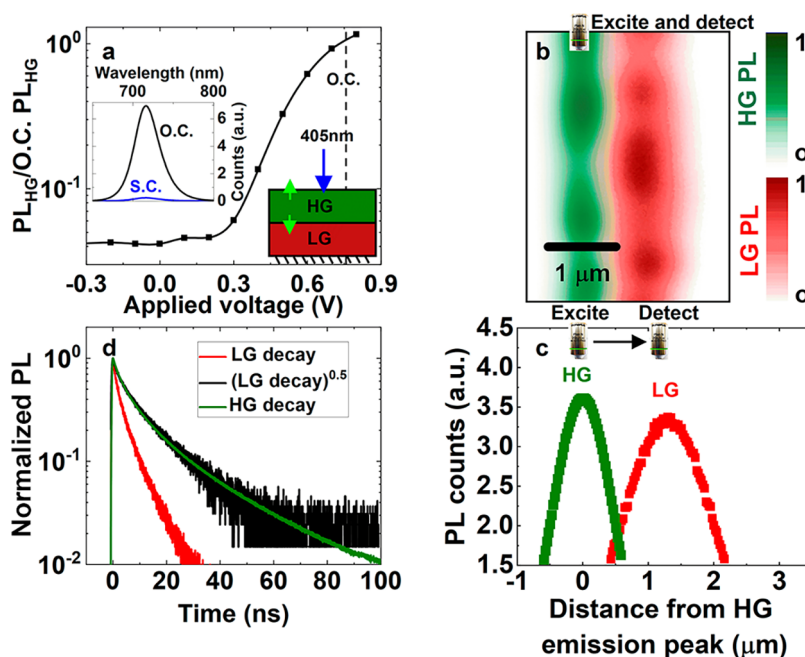 a
Wavelength (nm)
700 800
O.C.
S.C.
6
4
2
0
Counts (a.u.)
O.C.
405nm
HG
LG
10⁰
10⁻¹
PL_HG/O.C. PL_HG
-0.3 0.0 0.3 0.6 0.9
Applied voltage (V)
b
Excite and detect
1 μm
HG PL
1
0
LG PL
1
0
d
LG decay
(LG decay)^0.5
HG decay
10⁰
10⁻¹
10⁻²
Normalized PL
0 20 40 60 80 100
Time (ns)
Excite Detect
c
HG
LG
4.5
4.0
3.5
3.0
2.5
2.0
1.5
PL counts (a.u.)
-1 0 1 2 3
Distance from HG
emission peak (μm)